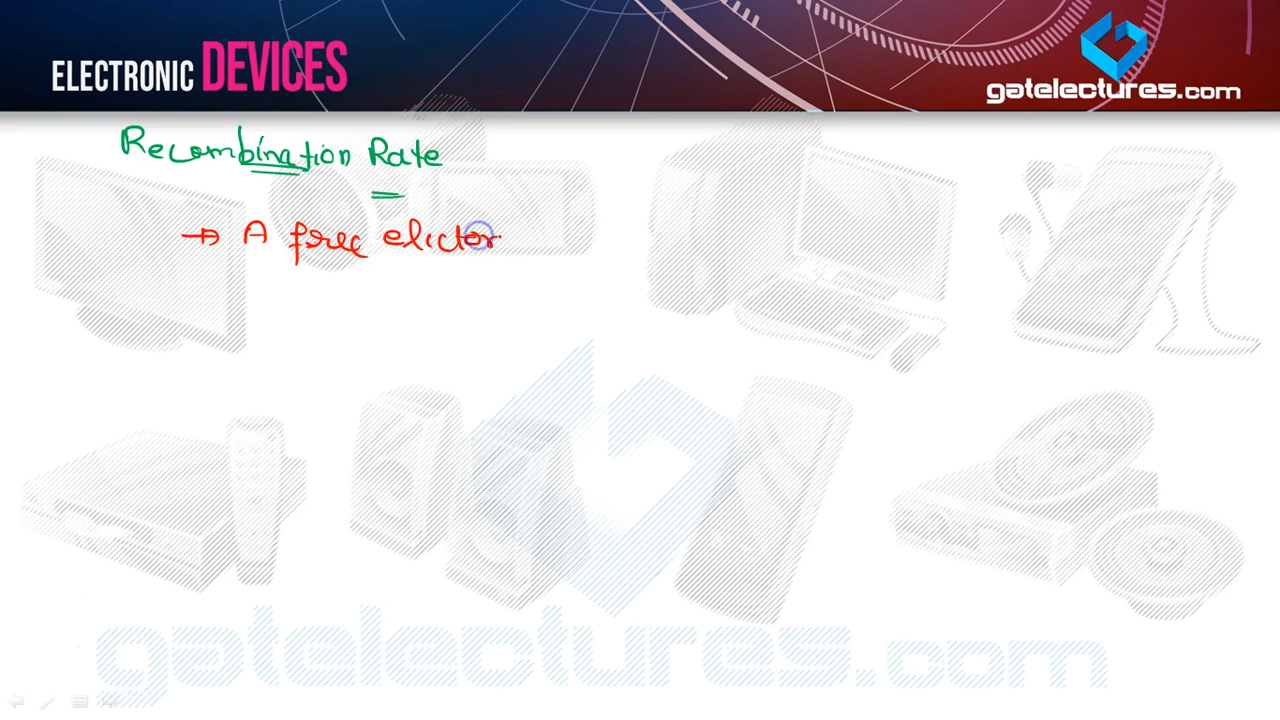 ELECTRONIC DEVICES
gatelectures.com
Recombination Rate
→ A free elector
gatelectures.com